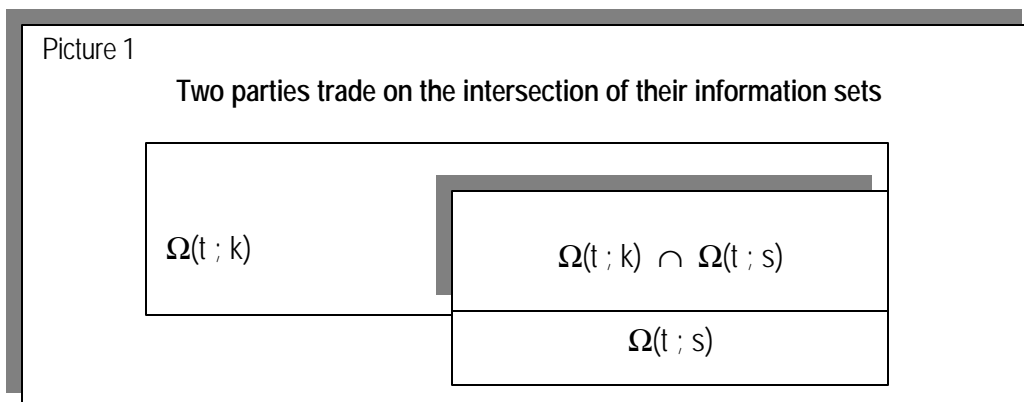 Picture 1
Two parties trade on the intersection of their information sets
Ω(t ; k)
Ω(t ; k) ∩ Ω(t ; s)
Ω(t ; s)